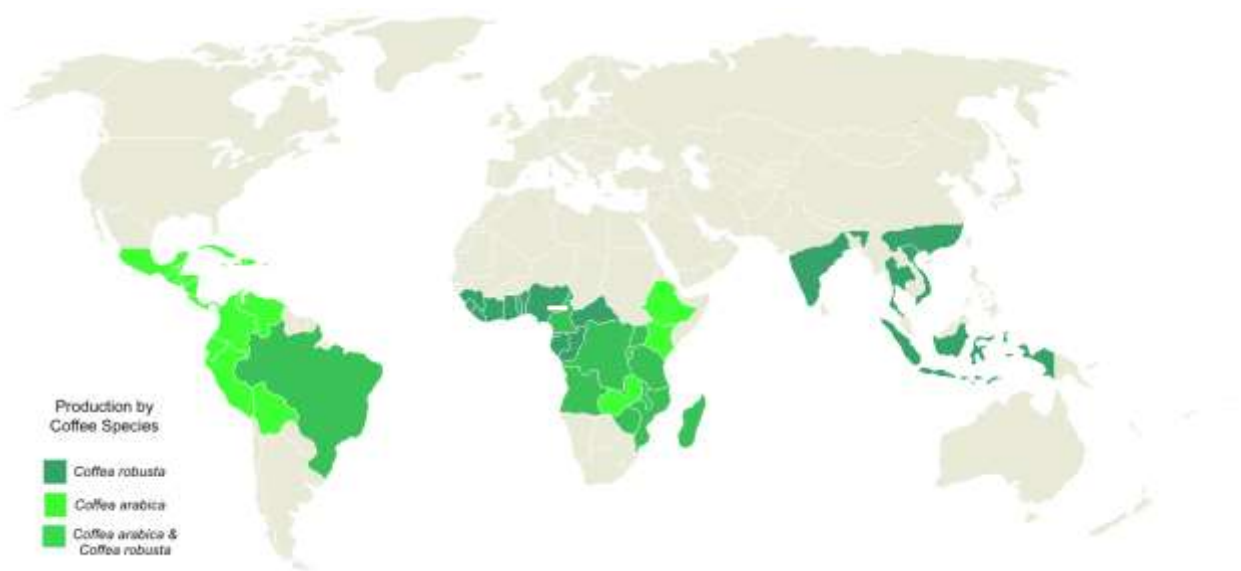 Production by
Coffee Species
Coffea robusta
Coffea arabica
Coffea arabica &
Coffea robusta